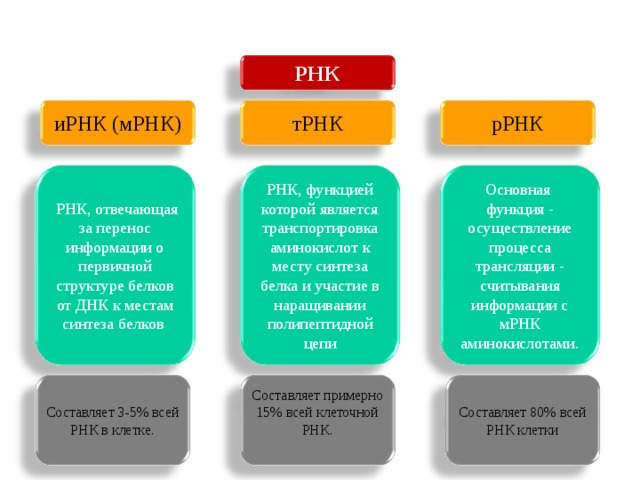 РНК
иРНК (мРНК)
тРНК
рРНК
РНК, отвечающая
за перенос
информации о
первичной
структуре белков
от ДНК к местам
синтеза белков
РНК, функцией
которой является
транспортировка
аминокислот к
месту синтеза
белка и участие в
наращивании
полипептидной
цепи
Основная
функция -
осуществление
процесса
трансляции -
считывания
информации с
мРНК
аминокислотами.
Составляет 3-5% всей
РНК в клетке.
Составляет примерно
15% всей клеточной
РНК.
Составляет 80% всей
РНК клетки